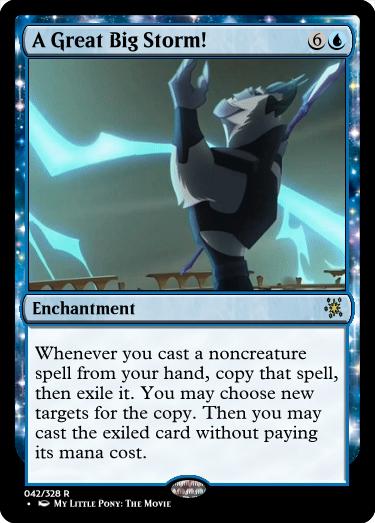 A Great Big Storm! 6
Enchantment
Whenever you cast a noncreature
spell from your hand, copy that spell,
then exile it. You may choose new
targets for the copy. Then you may
cast the exiled card without paying
its mana cost.
042/328 R
• My Little Pony: The Movie